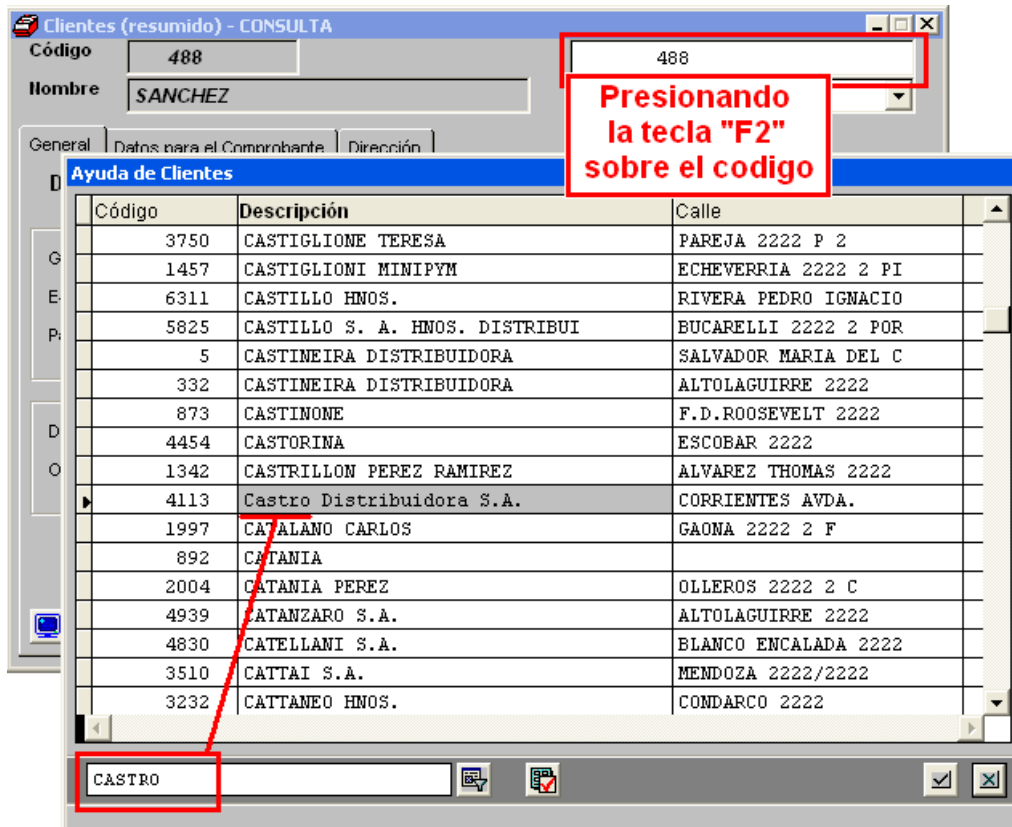 Clientes (resumido) - CONSULTA
Código 488 488
Nombre SANCHEZ
Presionando
la tecla "F2"
sobre el codigo
General Datos para el Comprobante Dirección
Ayuda de Clientes
Código Descripción Calle
3750 CASTIGLIONE TERESA PAREJA 2222 P 2
1457 CASTIGLIONI MINIPYM ECHEVERRIA 2222 2 PI
6311 CASTILLO HNOS. RIVERA PEDRO IGNACIO
5825 CASTILLO S. A. HNOS. DISTRIBUI BUCARELLI 2222 2 POR
5 CASTINEIRA DISTRIBUIDORA SALVADOR MARIA DEL C
332 CASTINEIRA DISTRIBUIDORA ALTOLAGUIRRE 2222
873 CASTINONE F.D.ROOSEVELT 2222
4454 CASTORINA ESCOBAR 2222
1342 CASTRILLON PEREZ RAMIREZ ALVAREZ THOMAS 2222
4113 Castro Distribuidora S.A. CORRIENTES AVDA.
1997 CATALANO CARLOS GAONA 2222 2 F
892 CATANIA
2004 CATANIA PEREZ OLLEROS 2222 2 C
4939 CATANZARO S.A. ALTOLAGUIRRE 2222
4830 CATELLANI S.A. BLANCO ENCALADA 2222
3510 CATTAI S.A. MENDOZA 2222/2222
3232 CATTANEO HNOS. CONDARCO 2222
CASTRO